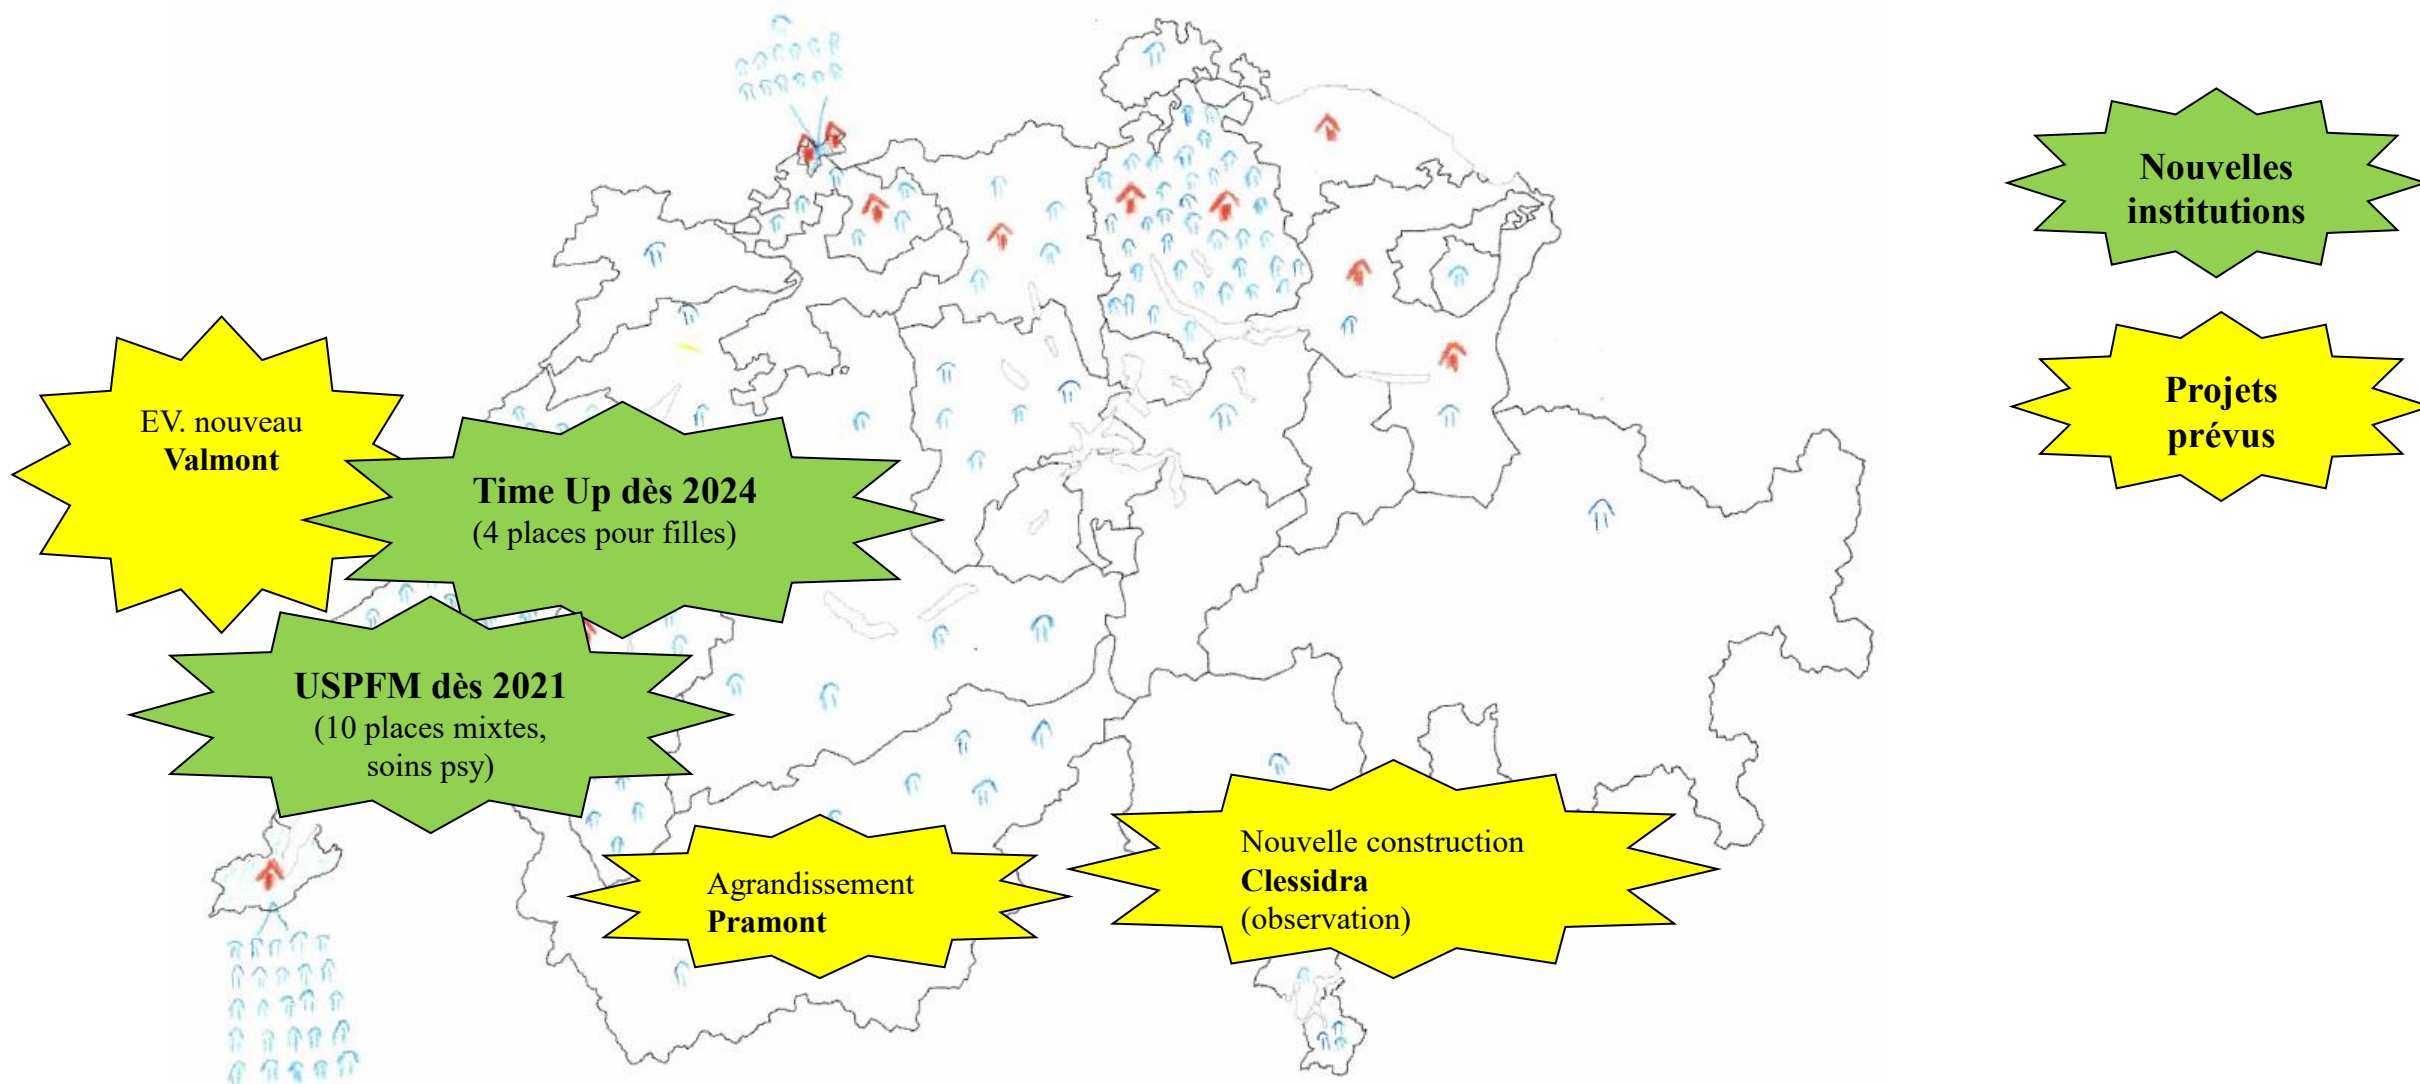 Nouvelles
institutions
Projets
prévus
EV. nouveau
Valmont
Time Up dès 2024
(4 places pour filles)
USPFM dès 2021
(10 places mixtes,
soins psy)
Agrandissement
Pramont
Nouvelle construction
Clessidra
(observation)